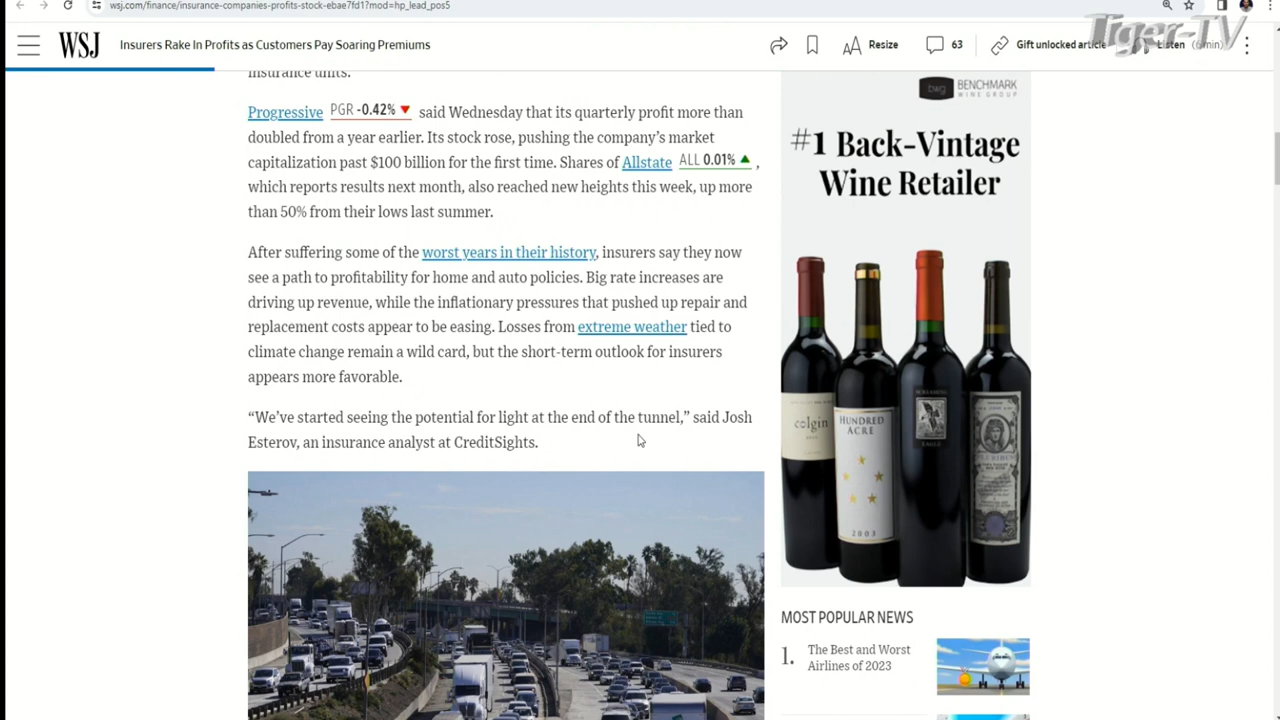 wsj.com/finance/insurance-companies-profits-stock-ebae7fd1?mod=hp_lead_pos5
Tiger-TV
WSJ
Insurers Rake In Profits as Customers Pay Soaring Premiums
AA Resize
63
Gift unlocked article
Listen (6 min)
insurance units.
Progressive PGR -0.42% ▼ said Wednesday that its quarterly profit more than
doubled from a year earlier. Its stock rose, pushing the company's market
capitalization past $100 billion for the first time. Shares of Allstate ALL 0.01% ▲ ,
which reports results next month, also reached new heights this week, up more
than 50% from their lows last summer.
After suffering some of the worst years in their history, insurers say they now
see a path to profitability for home and auto policies. Big rate increases are
driving up revenue, while the inflationary pressures that pushed up repair and
replacement costs appear to be easing. Losses from extreme weather tied to
climate change remain a wild card, but the short-term outlook for insurers
appears more favorable.
“We’ve started seeing the potential for light at the end of the tunnel,” said Josh
Esterov, an insurance analyst at CreditSights.
bwg BENCHMARK
WINE GROUP
#1 Back-Vintage
Wine Retailer
colgin
HUNDRED
ACRE
2003
EAGLE
MOST POPULAR NEWS
1. The Best and Worst
Airlines of 2023